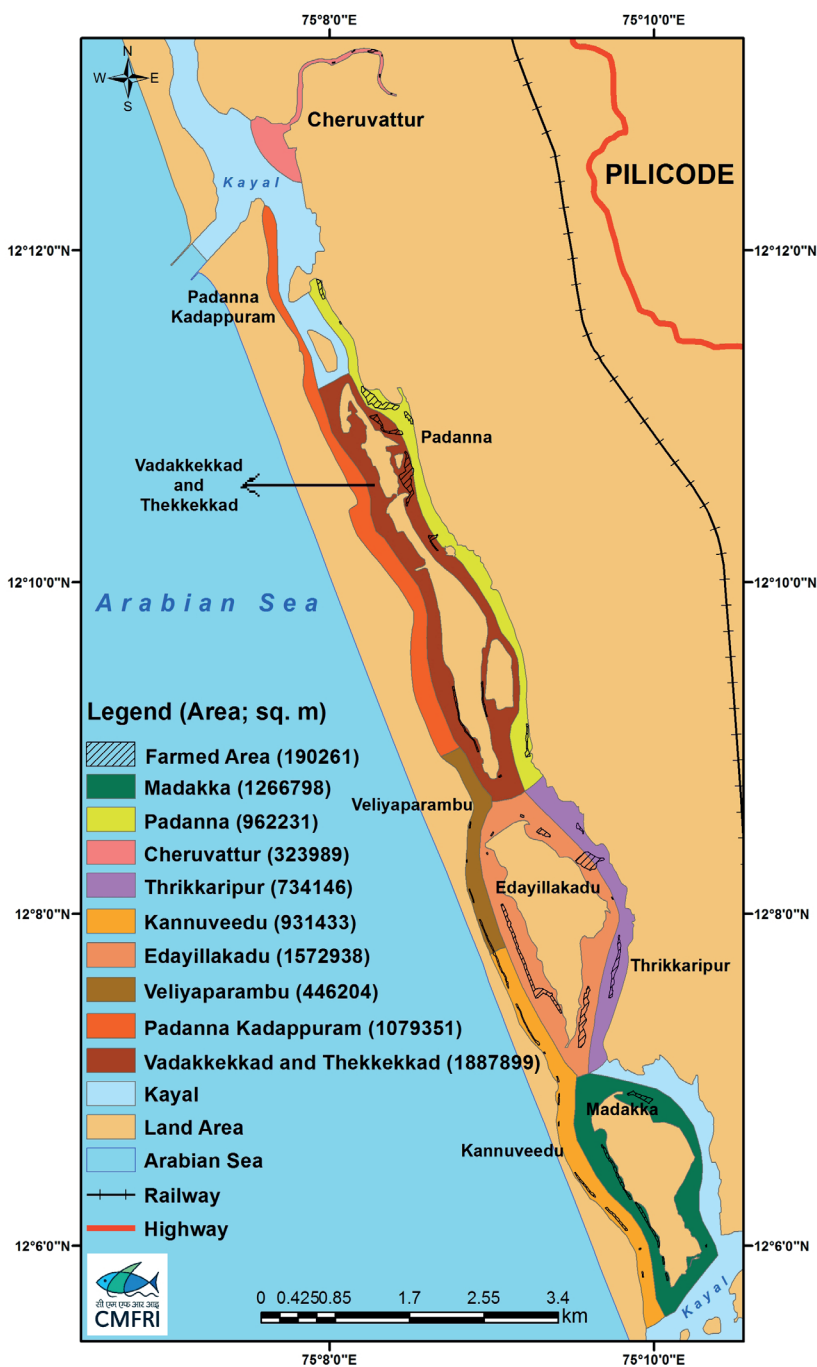 75°8'0"E
75°10'0"E
N
W
E
S
Cheruvattur
PILICODE
Kayal
12°12'0"N
12°12'0"N
Padanna
Kadappuram
Padanna
Vadakkekkad
and
Thekkekkad
12°10'0"N
12°10'0"N
Arabian Sea
Legend (Area; sq. m)
Farmed Area (190261)
Madakka (1266798)
Padanna (962231)
Cheruvattur (323989)
Thrikkaripur (734146)
Kannuveedu (931433)
Edayillakadu (1572938)
Veliyaparambu (446204)
Padanna Kadappuram (1079351)
Vadakkekkad and Thekkekkad (1887899)
Kayal
Land Area
Arabian Sea
Railway
Highway
Veliyaparambu
Edayillakadu
12°8'0"N
12°8'0"N
Thrikkaripur
Madakka
Kannuveedu
12°6'0"N
12°6'0"N
Kayal
सी एम एफ आर आइ
CMFRI
0 0.4250.85 1.7 2.55 3.4
km
75°8'0"E
75°10'0"E